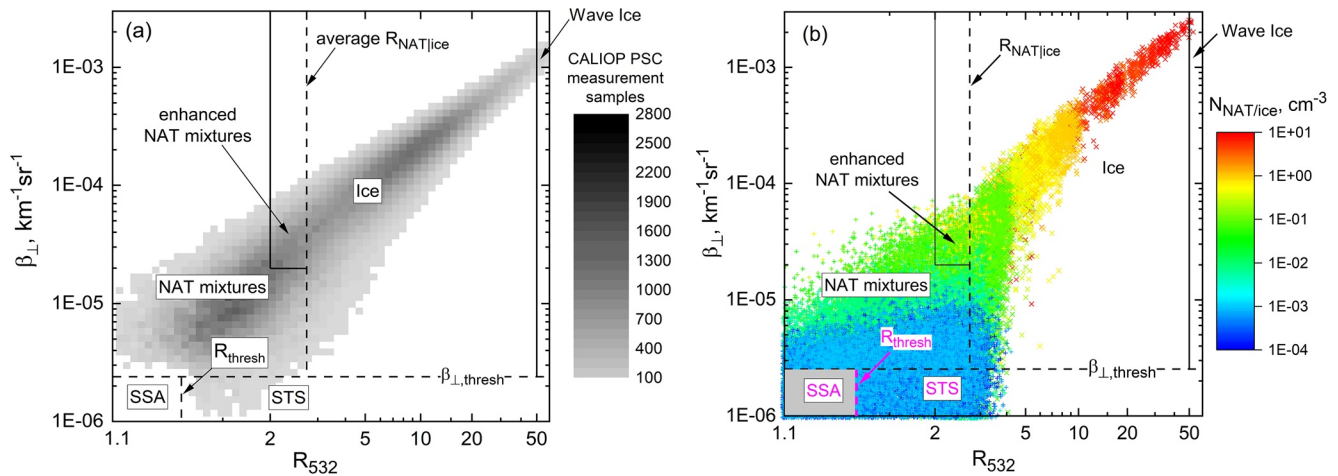 (a)
Wave Ice
average R_NAT|ice
CALIOP PSC
measurement
samples
enhanced
NAT mixtures
Ice
NAT mixtures
R_thresh
β⊥,thresh
SSA
STS
β⊥, km⁻¹sr⁻¹
1E-03
1E-04
1E-05
1E-06
1.1
2
5
10
20
50
R₅₃₂
2800
2500
2200
1900
1600
1300
1000
700
400
100
(b)
Wave Ice
R_NAT|ice
N_NAT/ice, cm⁻³
enhanced
NAT mixtures
Ice
NAT mixtures
R_thresh
β⊥,thresh
SSA
STS
β⊥, km⁻¹sr⁻¹
1E-03
1E-04
1E-05
1E-06
1.1
2
5
10
20
50
R₅₃₂
1E+01
1E+00
1E-01
1E-02
1E-03
1E-04